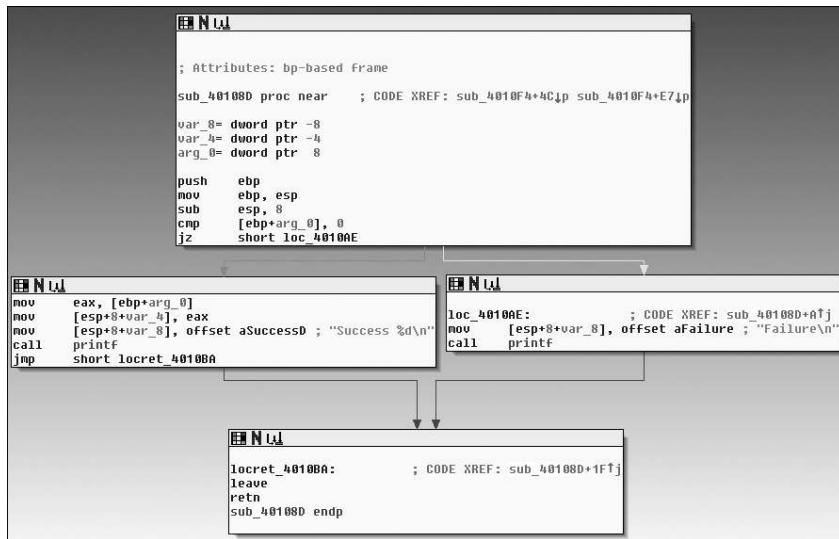 ; Attributes: bp-based frame
sub_40108D proc near ; CODE XREF: sub_4010F4+4C↓p sub_4010F4+E7↓p
var_8= dword ptr -8
var_4= dword ptr -4
arg_0= dword ptr 8
push ebp
mov ebp, esp
sub esp, 8
cmp [ebp+arg_0], 0
jz short loc_4010AE
mov eax, [ebp+arg_0]
mov [esp+8+var_4], eax
mov [esp+8+var_8], offset aSuccessD ; "Success %d\n"
call printf
jmp short locret_4010BA
loc_4010AE: ; CODE XREF: sub_40108D+A↑j
mov [esp+8+var_8], offset aFailure ; "Failure\n"
call printf
locret_4010BA: ; CODE XREF: sub_40108D+1F↑j
leave
retn
sub_40108D endp